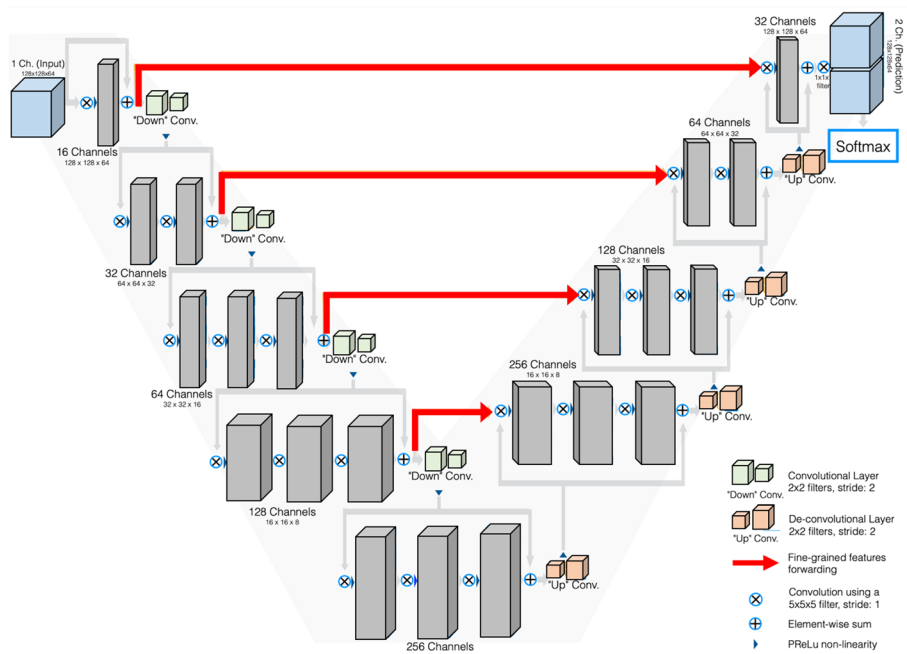 1 Ch. (Input)
128x128x64
16 Channels
128 x 128 x 64
"Down" Conv.
32 Channels
64 x 64 x 32
"Down" Conv.
64 Channels
32 x 32 x 16
"Down" Conv.
128 Channels
16 x 16 x 8
"Down" Conv.
256 Channels
"Up" Conv.
256 Channels
16 x 16 x 8
"Up" Conv.
128 Channels
32 x 32 x 16
"Up" Conv.
64 Channels
64 x 64 x 32
"Up" Conv.
32 Channels
128 x 128 x 64
1x1x
filter
2 Ch. (Prediction)
128x128x64
Softmax
"Down" Conv.
Convolutional Layer
2x2 filters, stride: 2
"Up" Conv.
De-convolutional Layer
2x2 filters, stride: 2
Fine-grained features
forwarding
Convolution using a
5x5x5 filter, stride: 1
Element-wise sum
PReLu non-linearity